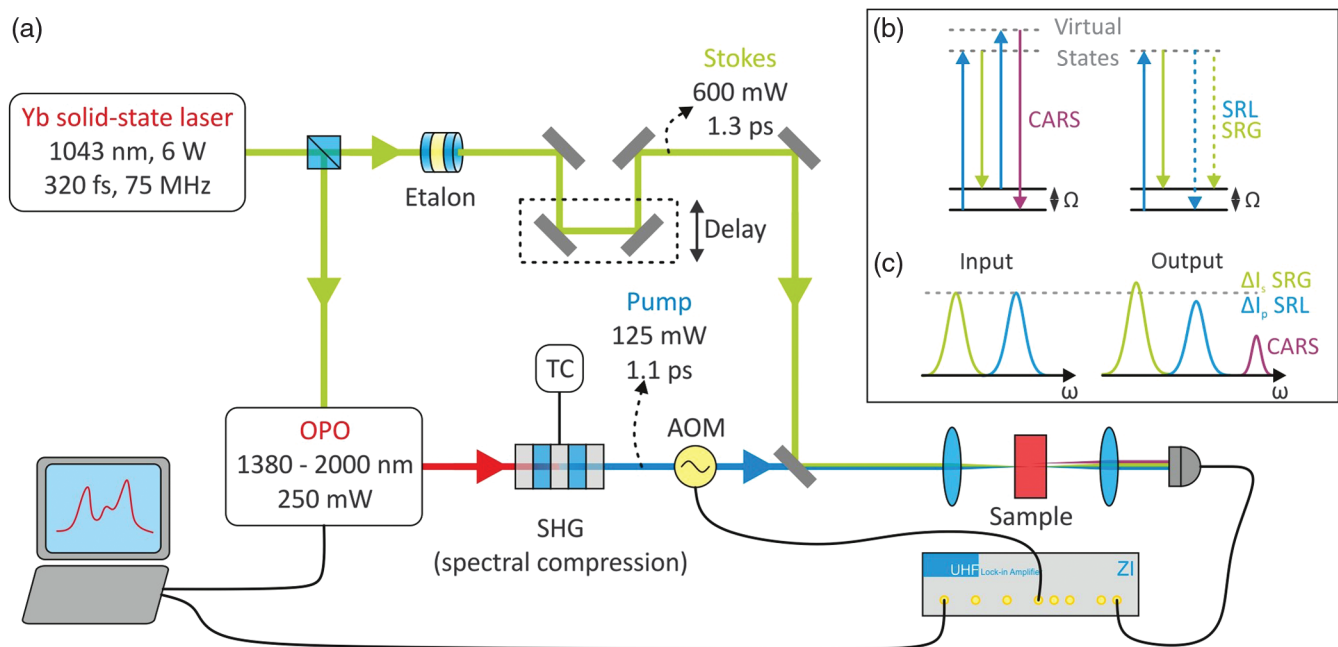 (a)
Yb solid-state laser
1043 nm, 6 W
320 fs, 75 MHz
Etalon
Stokes
600 mW
1.3 ps
Delay
Pump
125 mW
1.1 ps
TC
AOM
OPO
1380 - 2000 nm
250 mW
SHG
(spectral compression)
Sample
UHF Lock-in Amplifier
ZI
(b)
Virtual
States
CARS
SRL
SRG
Ω
Ω
(c)
Input
Output
ΔIₛ SRG
ΔIₚ SRL
CARS
ω
ω